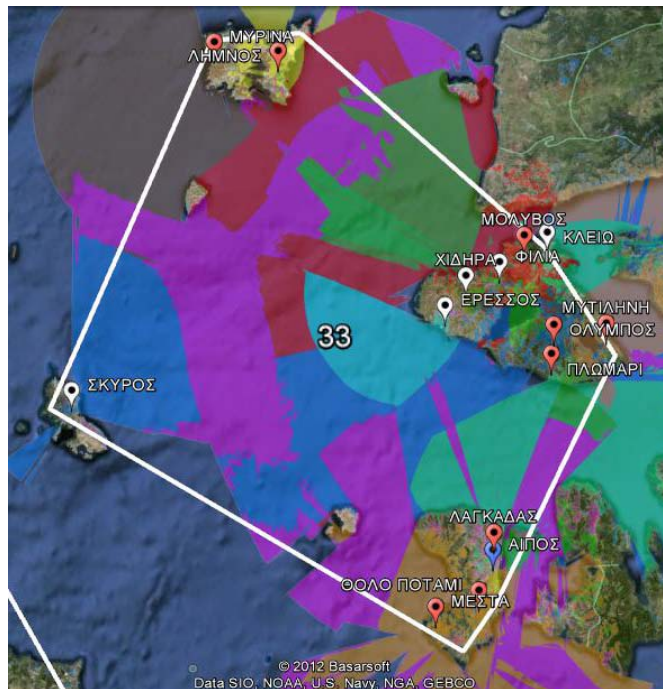 ΜΥΡΙΝΑ
ΛΗΜΝΟΣ
ΜΟΛΥΒΟΣ
ΚΛΕΙΩ
ΦΙΛΙΑ
ΧΙΔΗΡΑ
ΕΡΕΣΣΟΣ
ΜΥΤΙΛΗΝΗ
ΟΛΥΜΠΟΣ
33
ΠΛΩΜΑΡΙ
ΣΚΥΡΟΣ
ΛΑΓΚΑΔΑΣ
ΑΙΠΟΣ
ΘΟΛΟ ΠΟΤΑΜΙ
ΜΕΣΤΑ
© 2012 Basarsoft
Data SIO, NOAA, U.S. Navy, NGA, GEBCO